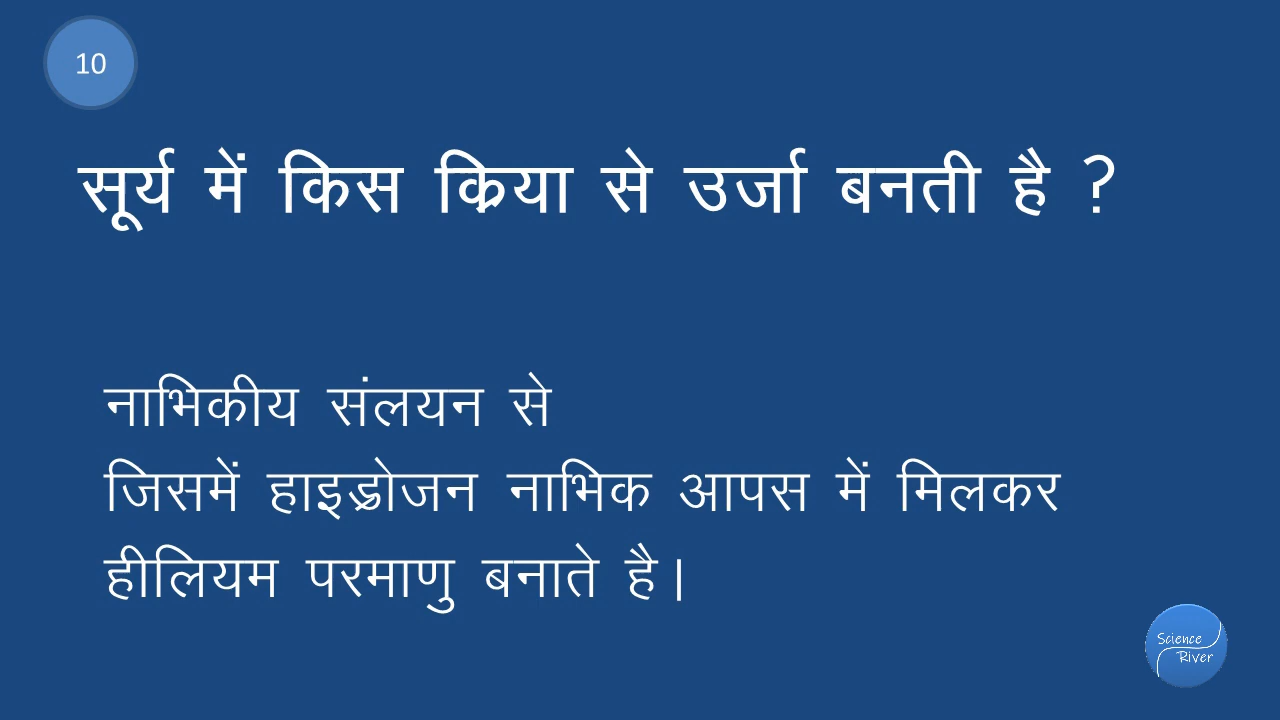 10
सूर्य में किस क्रिया से उर्जा बनती है ?
नाभिकीय संलयन से
जिसमें हाइड्रोजन नाभिक आपस में मिलकर
हीलियम परमाणु बनाते है।
Science
River